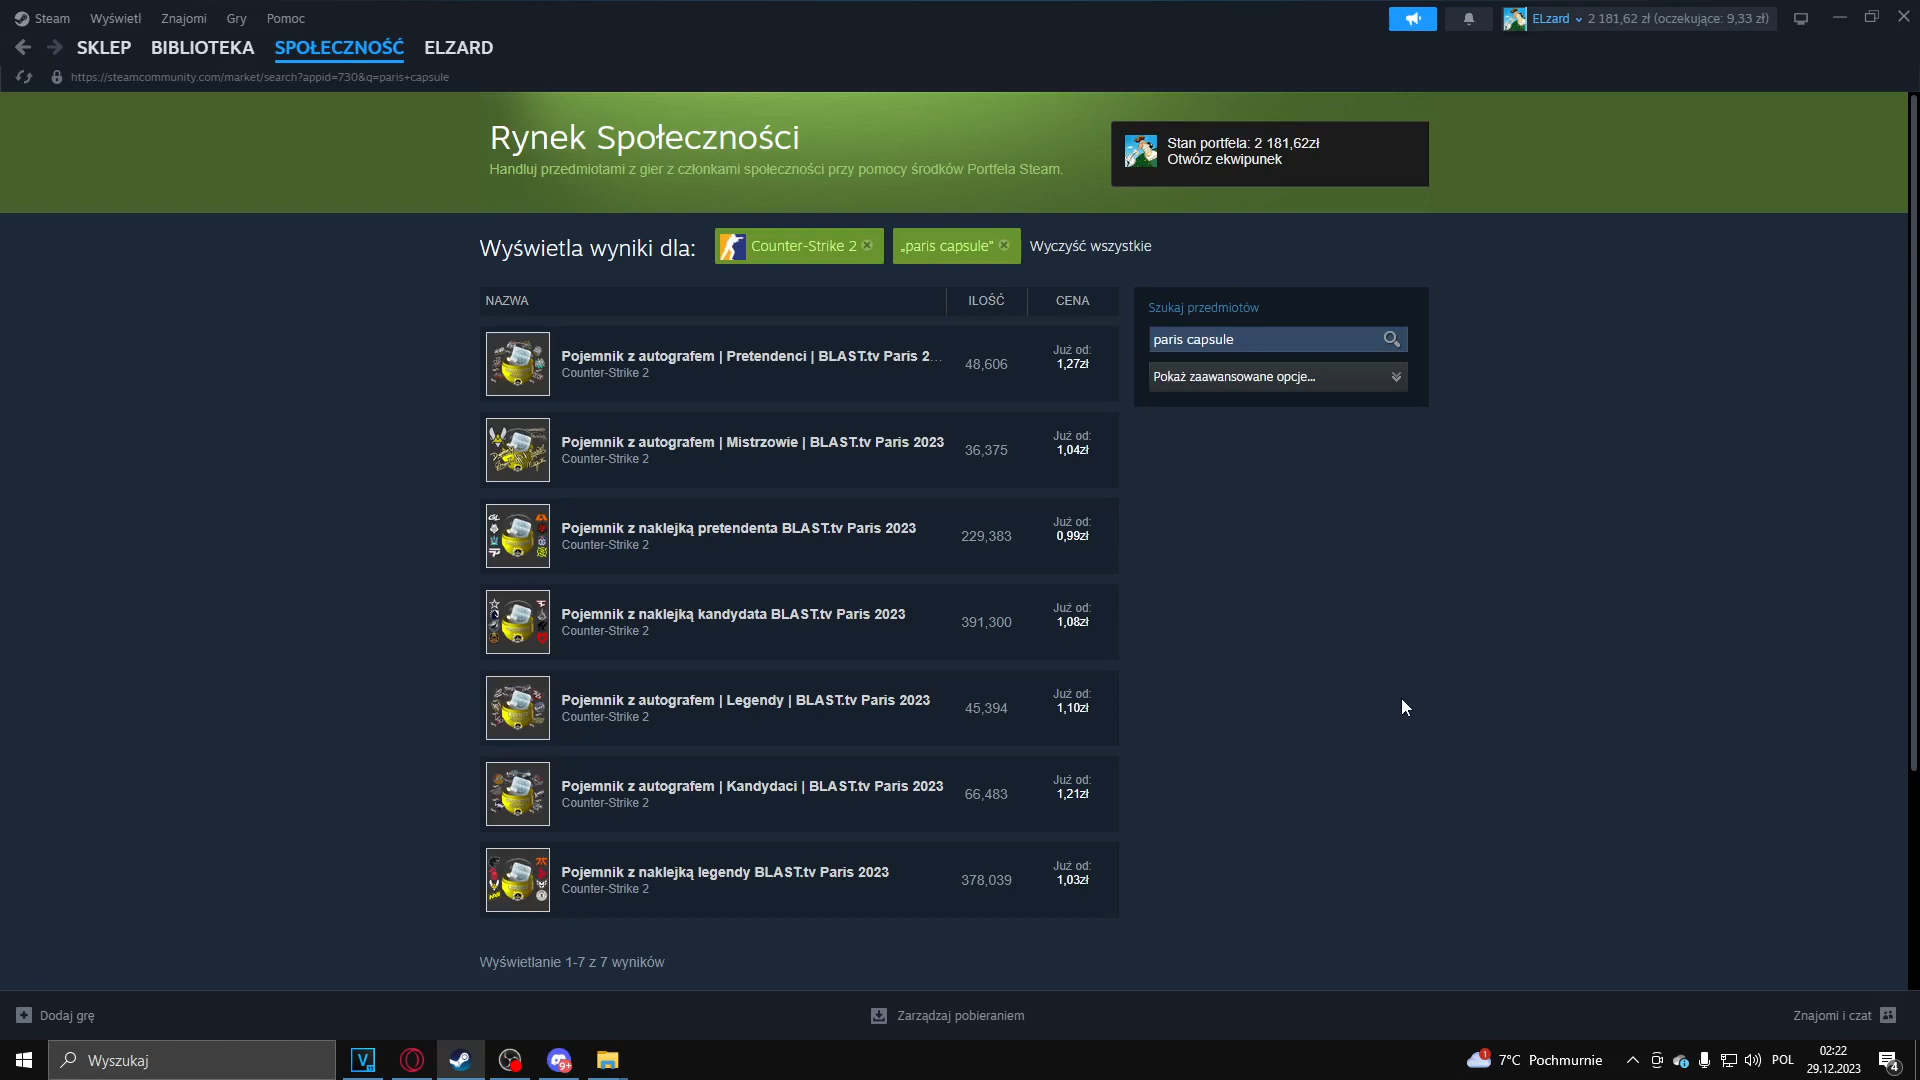 Steam Wyświetl Znajomi Gry Pomoc
ELzard 2 181,62 zł (oczekujące: 9,33 zł)
SKLEP BIBLIOTEKA SPOŁECZNOŚĆ ELZARD
https://steamcommunity.com/market/search?appid=730&q=paris+capsule
Rynek Społeczności
Handluj przedmiotami z gier z członkami społeczności przy pomocy środków Portfela Steam.
Stan portfela: 2 181,62zł
Otwórz ekwipunek
Wyświetla wyniki dla: Counter-Strike 2 „paris capsule” Wyczyść wszystkie
NAZWA ILOŚĆ CENA
Pojemnik z autografem | Pretendenci | BLAST.tv Paris 2...
Counter-Strike 2
48,606
Już od:
1,27zł
Pojemnik z autografem | Mistrzowie | BLAST.tv Paris 2023
Counter-Strike 2
36,375
Już od:
1,04zł
Pojemnik z naklejką pretendenta BLAST.tv Paris 2023
Counter-Strike 2
229,383
Już od:
0,99zł
Pojemnik z naklejką kandydata BLAST.tv Paris 2023
Counter-Strike 2
391,300
Już od:
1,08zł
Pojemnik z autografem | Legendy | BLAST.tv Paris 2023
Counter-Strike 2
45,394
Już od:
1,10zł
Pojemnik z autografem | Kandydaci | BLAST.tv Paris 2023
Counter-Strike 2
66,483
Już od:
1,21zł
Pojemnik z naklejką legendy BLAST.tv Paris 2023
Counter-Strike 2
378,039
Już od:
1,03zł
Szukaj przedmiotów
paris capsule
Pokaż zaawansowane opcje...
Wyświetlanie 1-7 z 7 wyników
Dodaj grę
Zarządzaj pobieraniem
Znajomi i czat
Wyszukaj
V
9+
1
7°C Pochmurnie
POL
02:22
29.12.2023
4